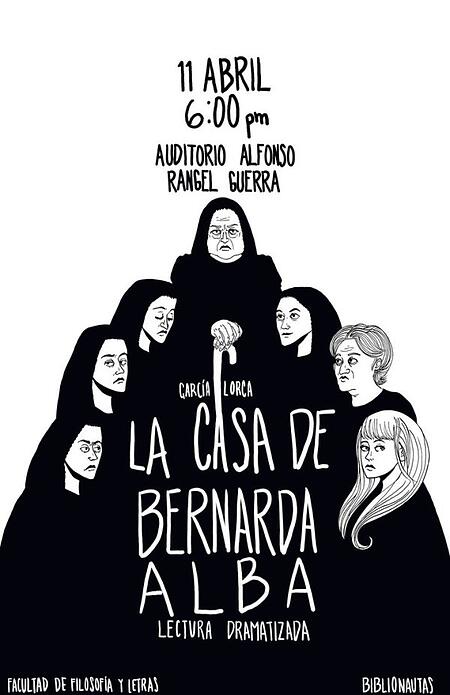 11 ABRIL
6:00 pm
AUDITORIO ALFONSO
RANGEL GUERRA
GARCÍA LORCA
LA CASA DE
BERNARDA
ALBA
LECTURA DRAMATIZADA
FACULTAD DE FILOSOFÍA Y LETRAS
BIBLIONAUTAS